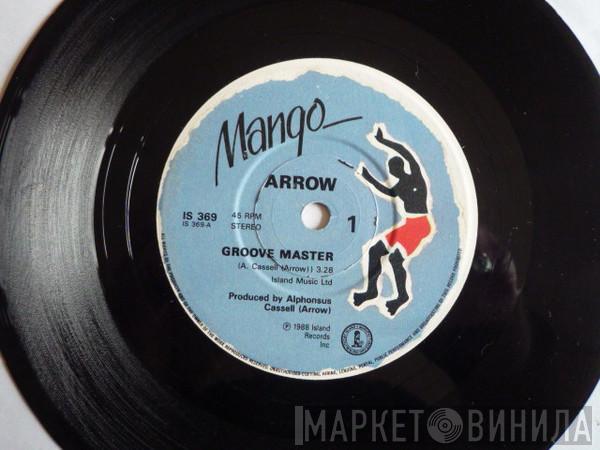 Mango
ARROW
IS 369
IS 369-A
45 RPM
STEREO
1
GROOVE MASTER
(A. Cassell (Arrow)) 3.28
Island Music Ltd
Produced by Alphonsus
Cassell (Arrow)
℗ 1988 Island
Records
Inc
МАРКЕТ ВИНИЛА